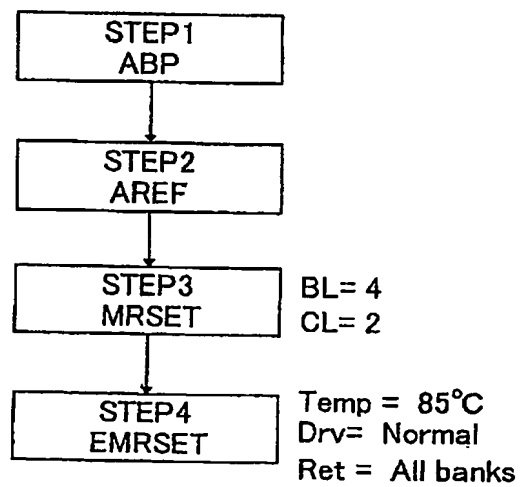 STEP1
ABP
STEP2
AREF
STEP3
MRSET
BL= 4
CL= 2
STEP4
EMRSET
Temp = 85°C
Drv= Normal
Ret = All banks